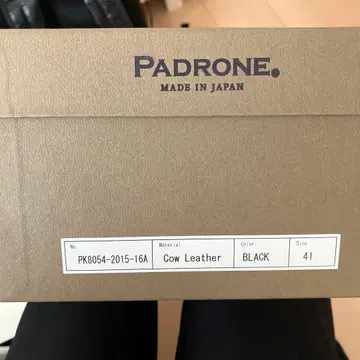 PADRONE.
MADE IN JAPAN
No Material Color Size
PK8054-2015-16A Cow Leather BLACK 41